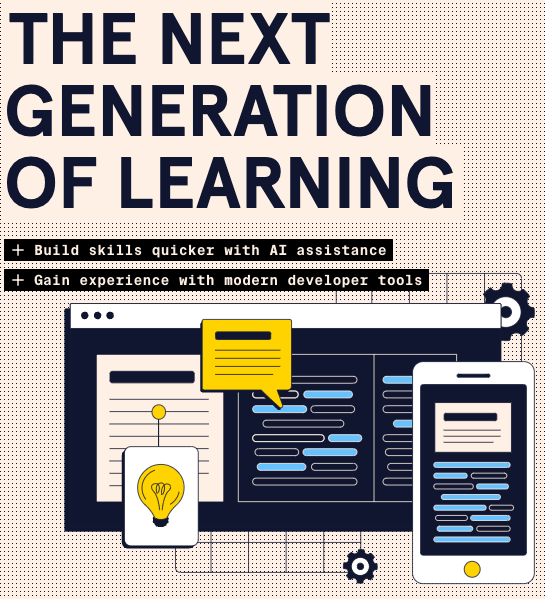 THE NEXT
GENERATION
OF LEARNING
+ Build skills quicker with AI assistance
+ Gain experience with modern developer tools